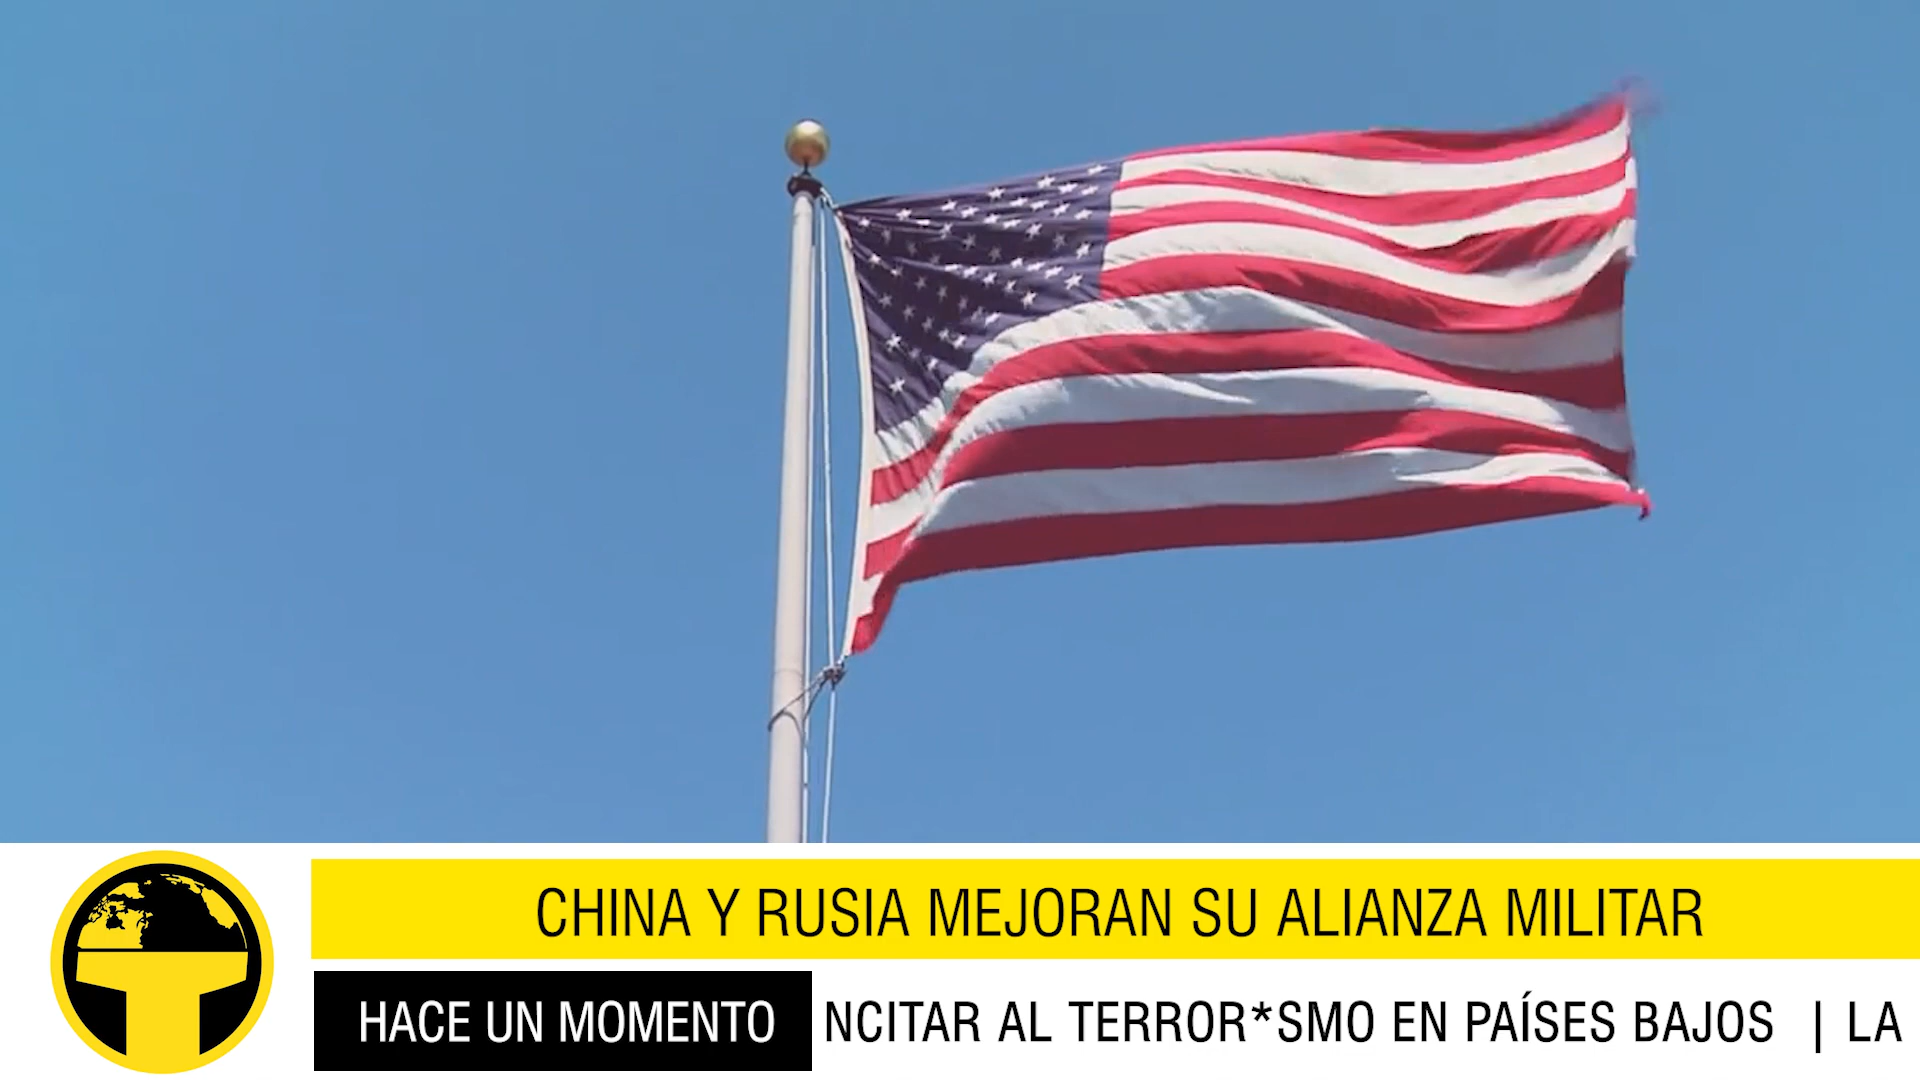 CHINA Y RUSIA MEJORAN SU ALIANZA MILITAR
HACE UN MOMENTO
NCITAR AL TERROR*SMO EN PAÍSES BAJOS | LA